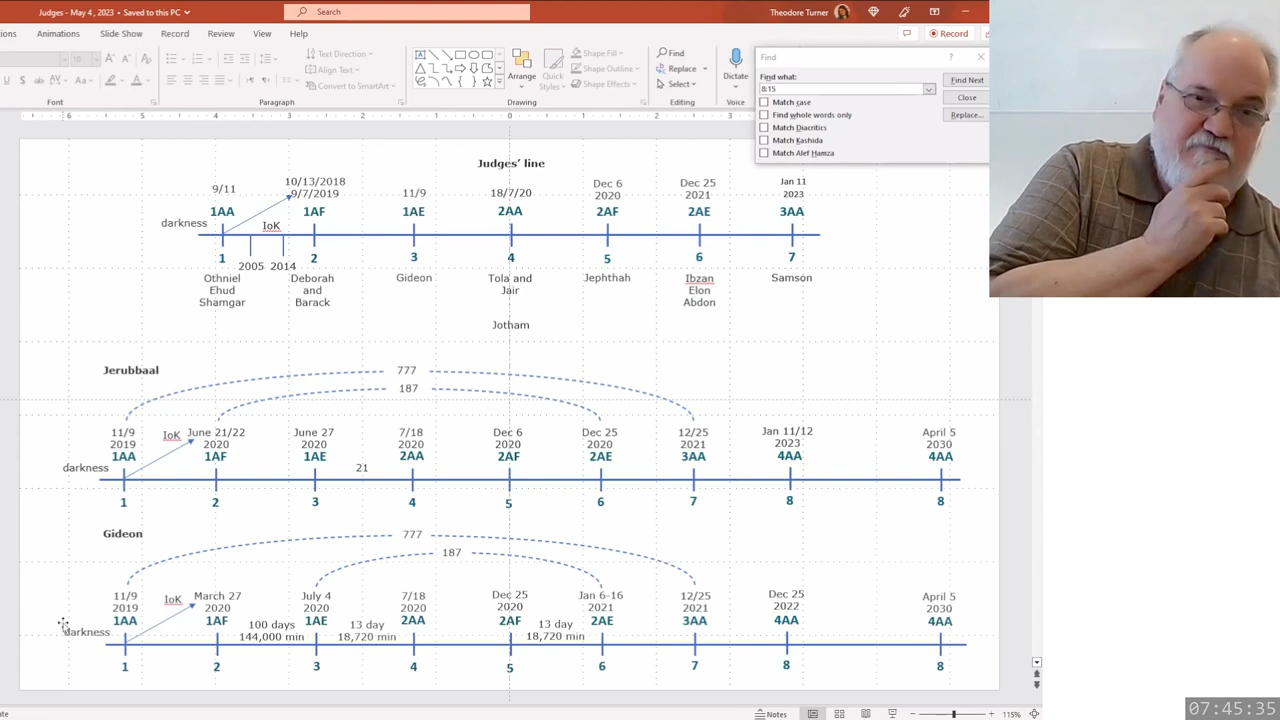 Judges - May 4, 2023 • Saved to this PC
Search
Theodore Turner
Animations Slide Show Record Review View Help
Record
Text Direction
Align Text
Convert to SmartArt
Arrange
Quick
Styles
Shape Fill
Shape Outline
Shape Effects
Find
Replace
Select
Dictate
Font
Paragraph
Drawing
Editing
Voice
Find
Find what:
8:15
Match case
Find whole words only
Match Diacritics
Match Kashida
Match Alef Hamza
Find Next
Close
Replace...
6 5 4 3 2 1 0 1 2 3
Judges' line
9/11
10/13/2018
9/7/2019
11/9
18/7/20
Dec 6
2020
Dec 25
2021
Jan 11
2023
1AA 1AF 1AE 2AA 2AF 2AE 3AA
darkness
IoK
1 2 3 4 5 6 7
2005 2014
Othniel
Ehud
Shamgar
Deborah
and
Barack
Gideon
Tola and
Jair
Jotham
Jephthah
Ibzan
Elon
Abdon
Samson
Jerubbaal
777
187
11/9
2019
IoK
June 21/22
2020
June 27
2020
7/18
2020
Dec 6
2020
Dec 25
2020
12/25
2021
Jan 11/12
2023
April 5
2030
1AA 1AF 1AE 2AA 2AF 2AE 3AA 4AA 4AA
darkness
21
1 2 3 4 5 6 7 8 8
Gideon
777
187
11/9
2019
IoK
March 27
2020
July 4
2020
7/18
2020
Dec 25
2020
Jan 6-16
2021
12/25
2021
Dec 25
2022
April 5
2030
1AA 1AF 1AE 2AA 2AF 2AE 3AA 4AA 4AA
darkness
100 days
144,000 min
13 day
18,720 min
13 day
18,720 min
1 2 3 4 5 6 7 8 8
Notes
115%
07:45:35